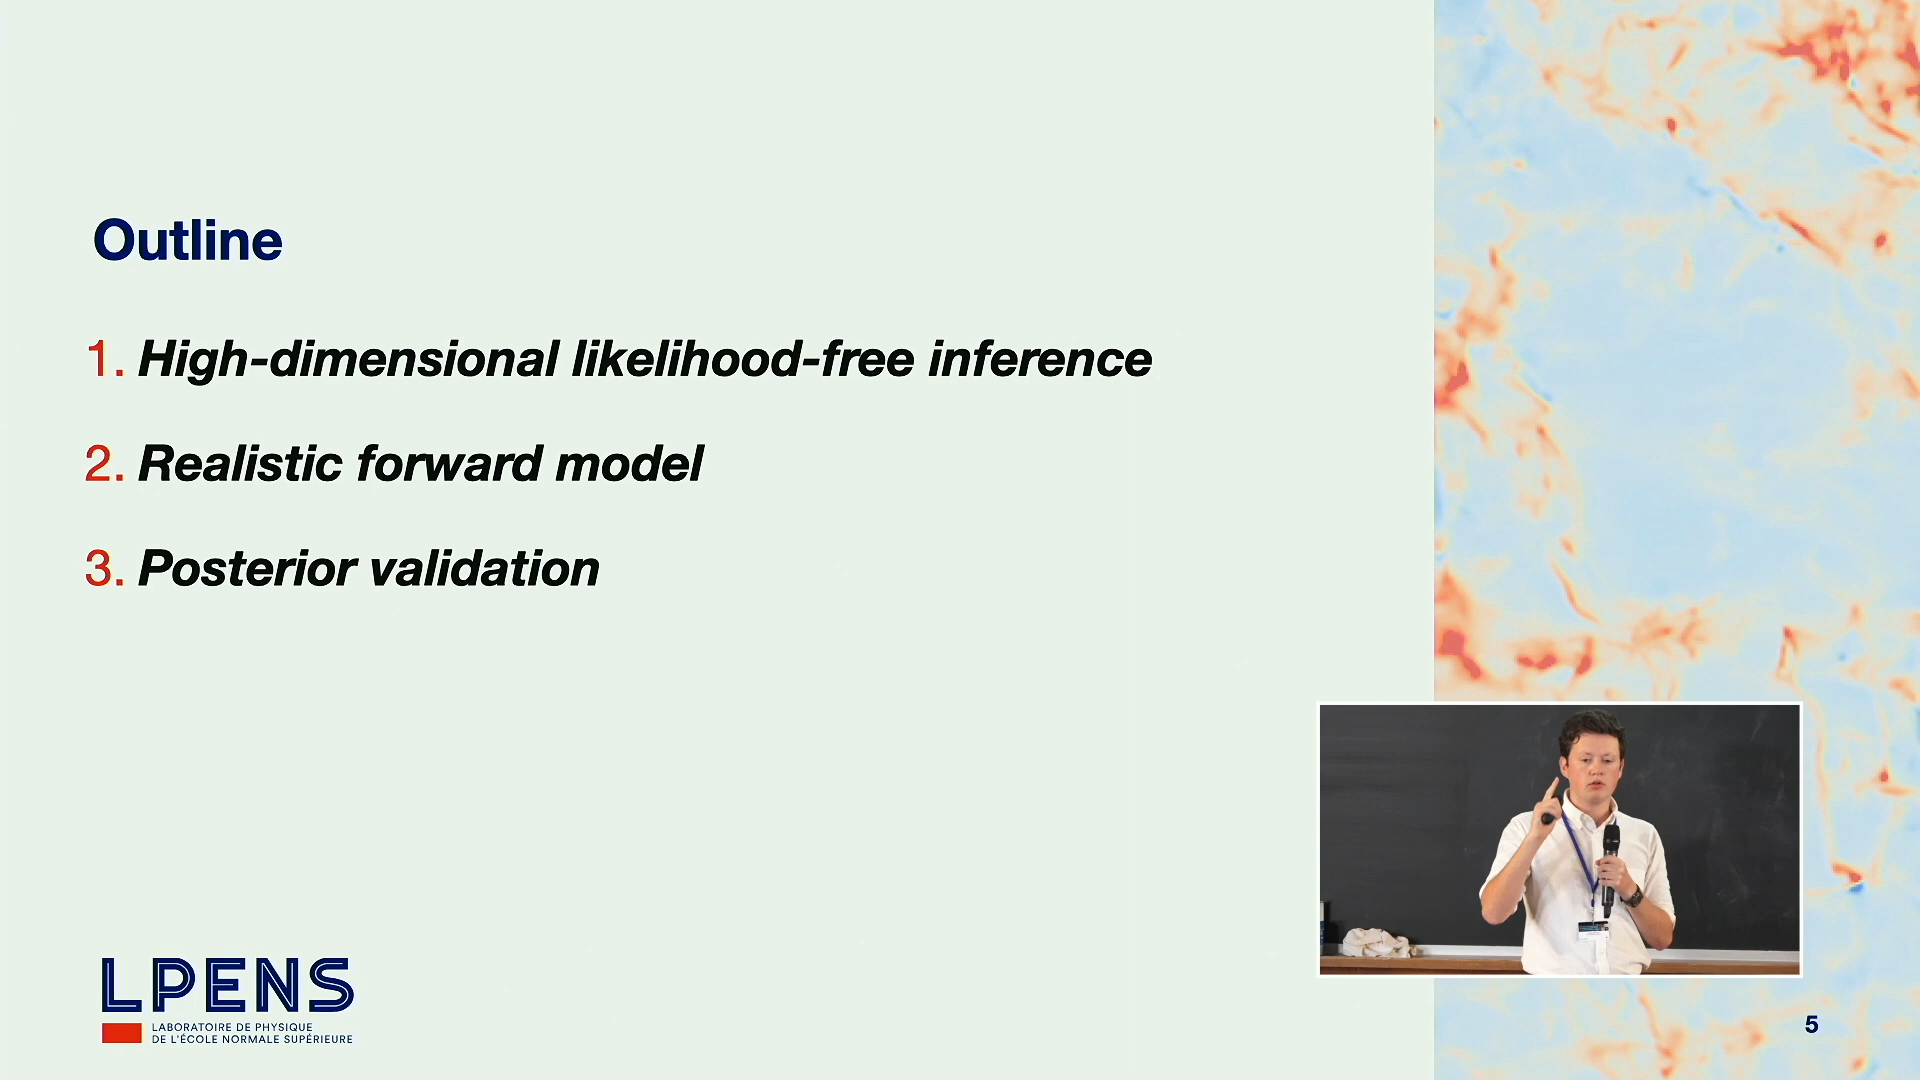 Outline
1. High-dimensional likelihood-free inference
2. Realistic forward model
3. Posterior validation
LPENS
LABORATOIRE DE PHYSIQUE
DE L'ÉCOLE NORMALE SUPÉRIEURE
5